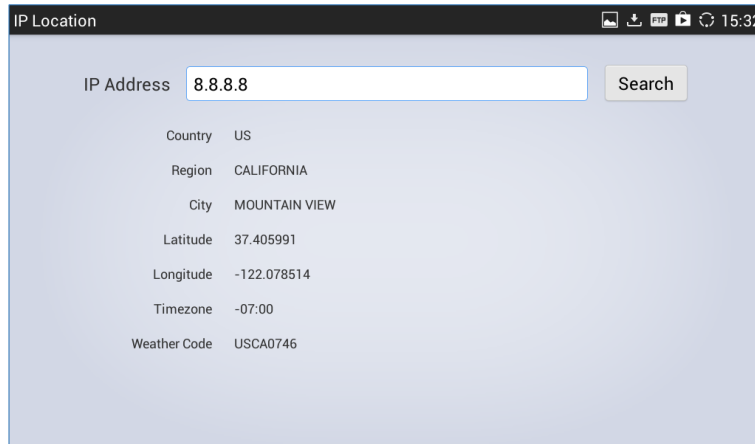 IP Location FTP 15:32
IP Address 8.8.8.8 Search
Country US
Region CALIFORNIA
City MOUNTAIN VIEW
Latitude 37.405991
Longitude -122.078514
Timezone -07:00
Weather Code USCA0746